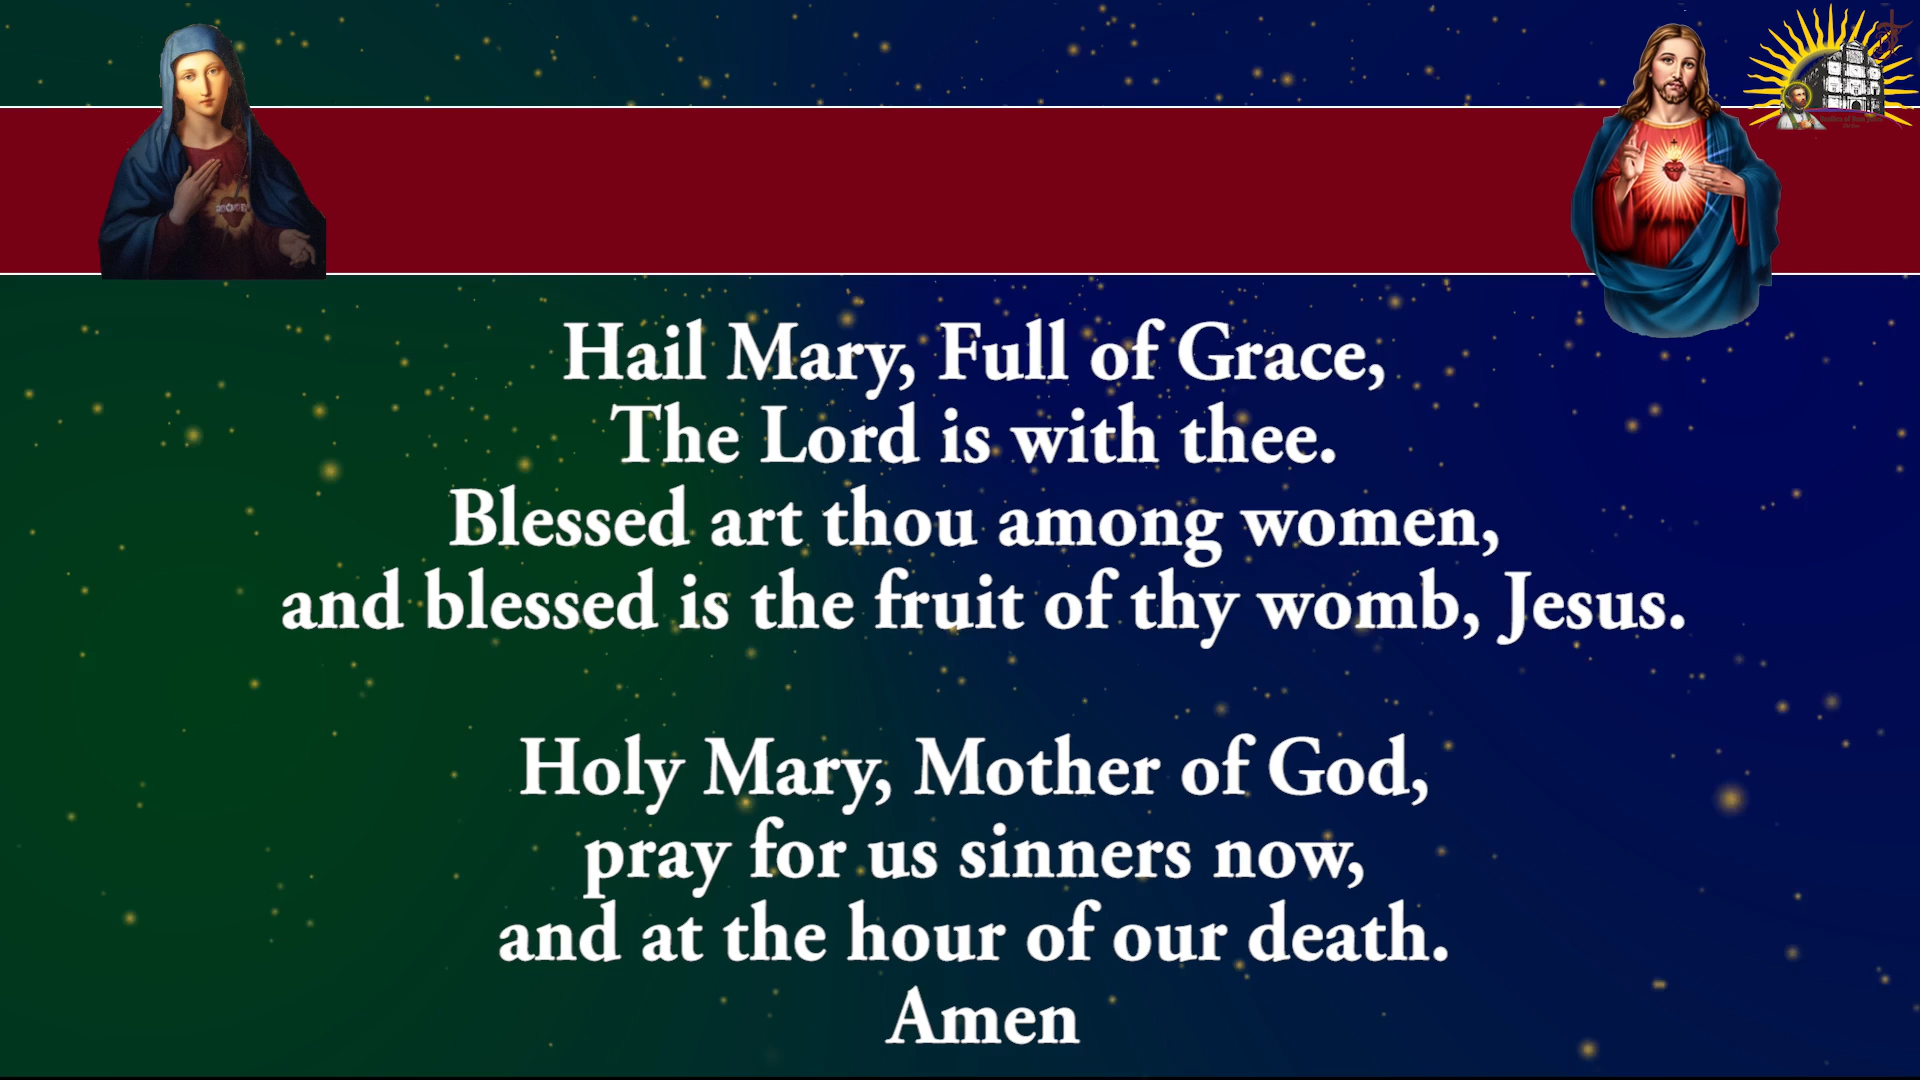 Hail Mary, Full of Grace,
The Lord is with thee.
Blessed art thou among women,
and blessed is the fruit of thy womb, Jesus.
Holy Mary, Mother of God,
pray for us sinners now,
and at the hour of our death.
Amen